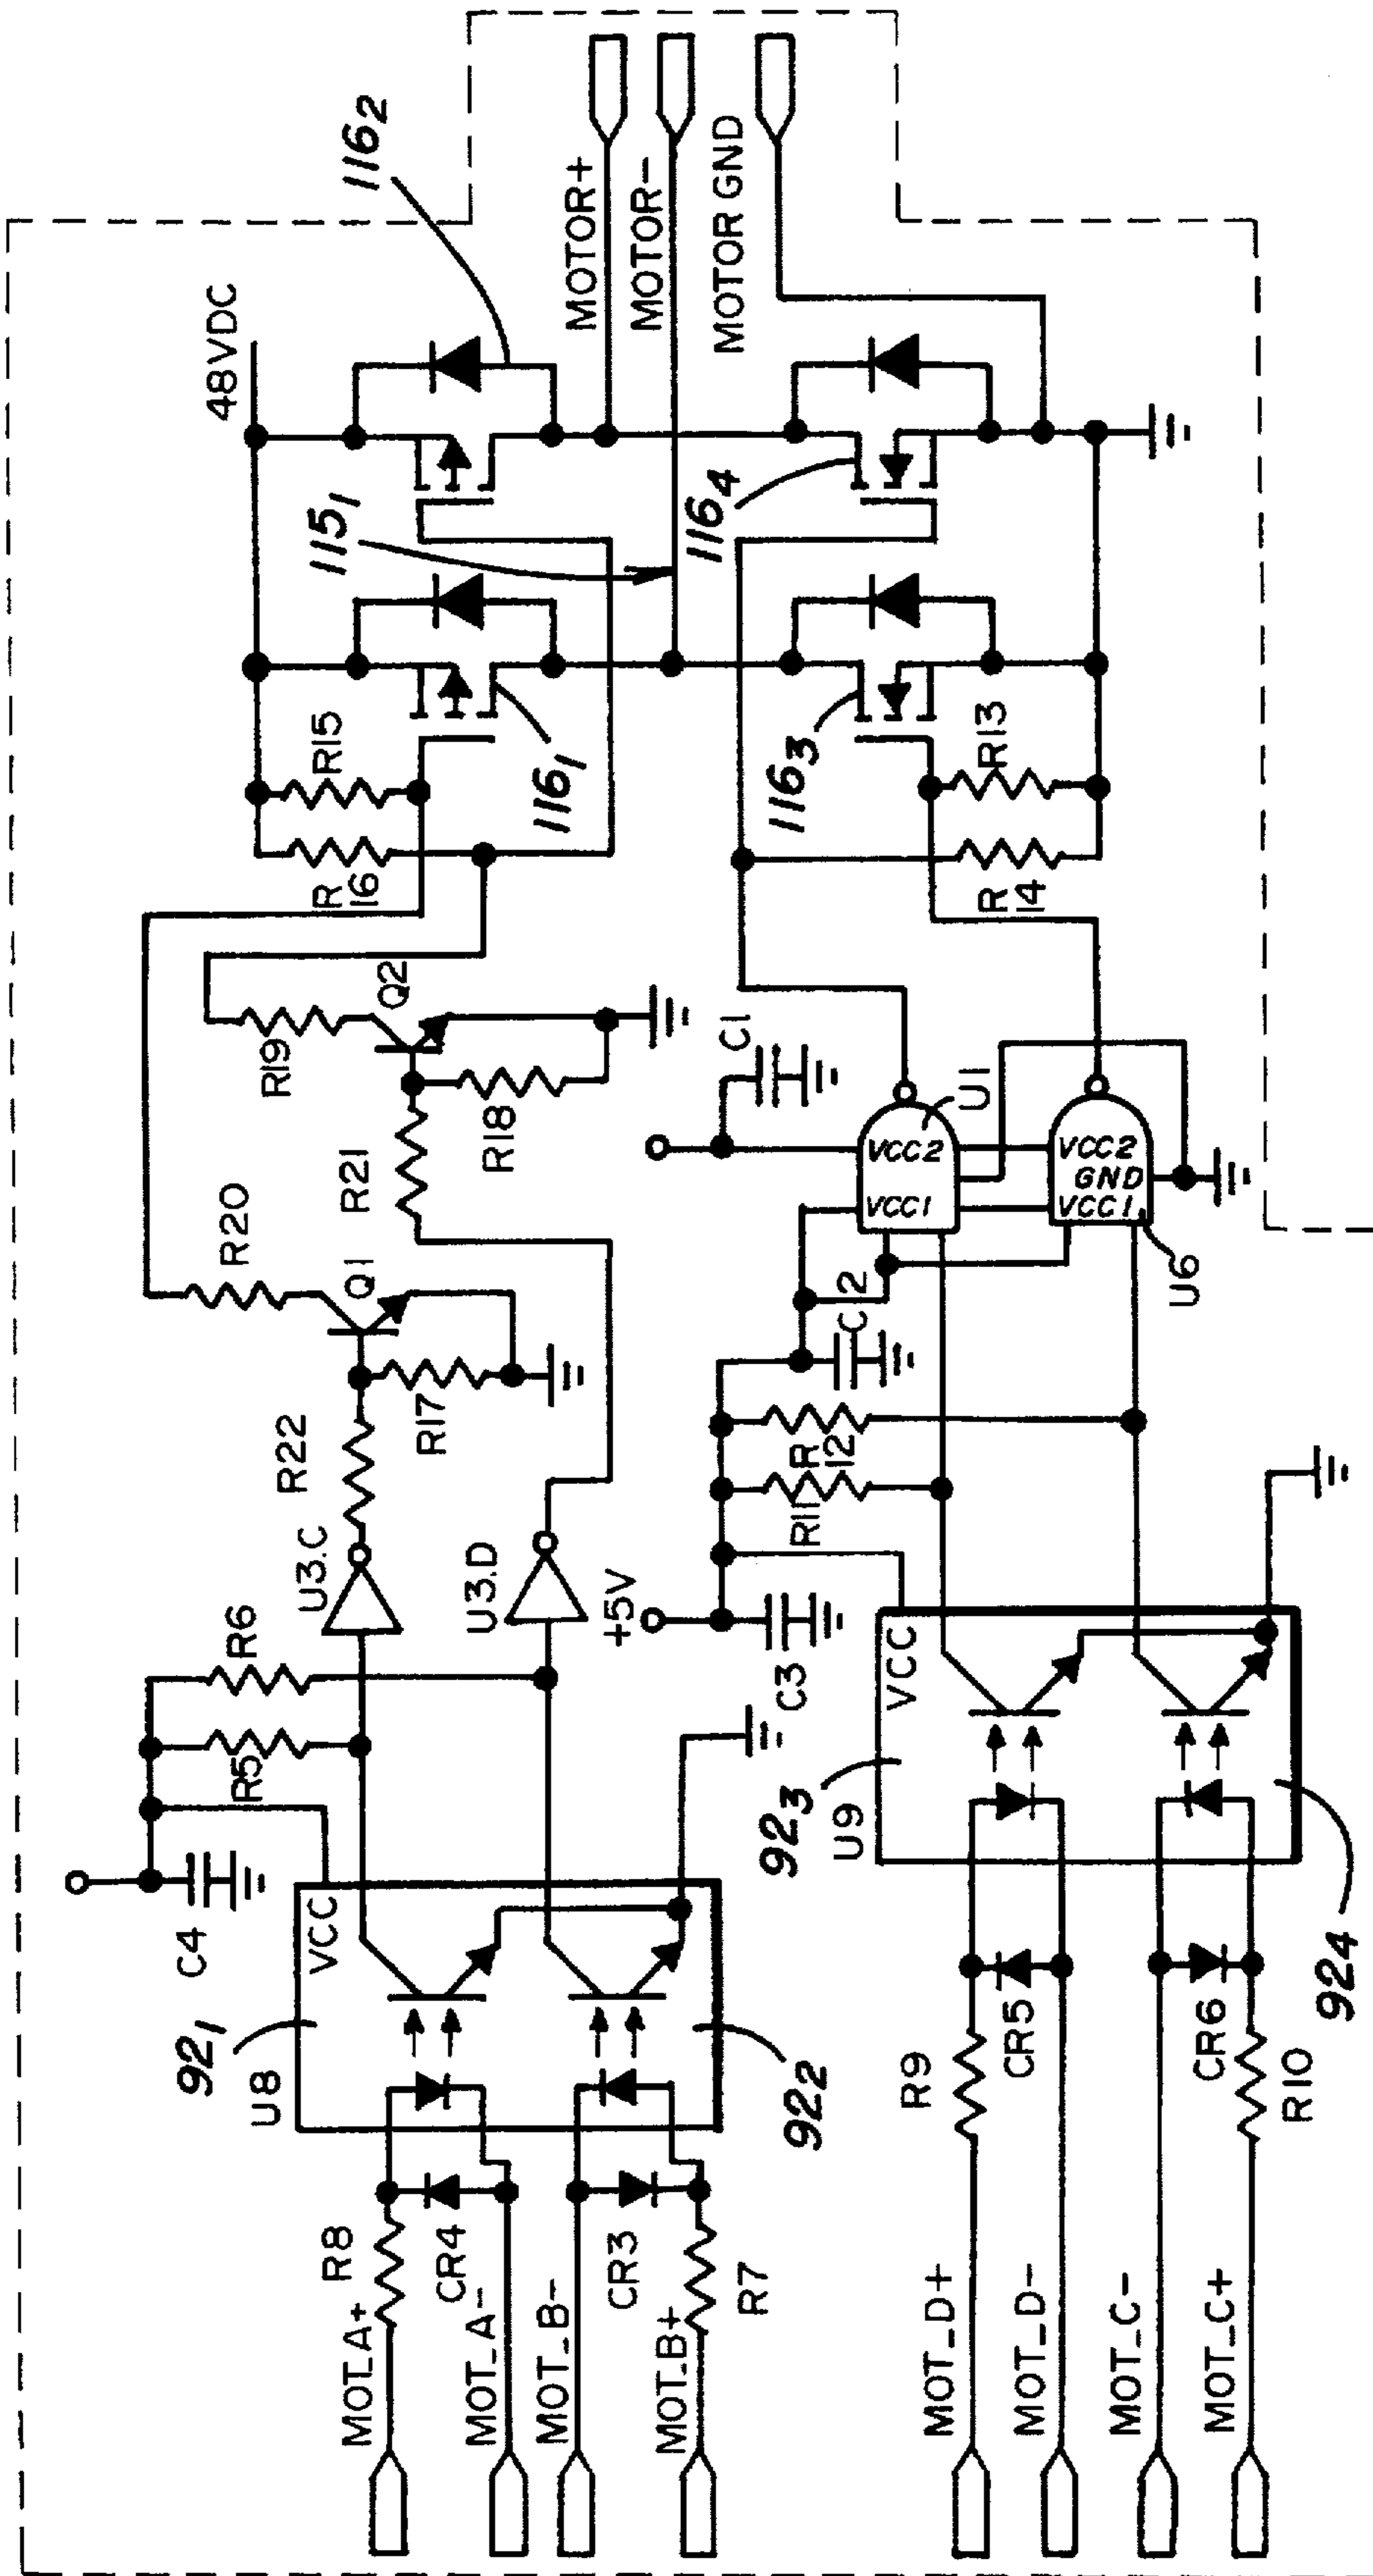 48VDC
116₂
MOTOR+
MOTOR-
MOTOR GND
115₁
R15
R
16
116₁
116₄
116₃
R13
R
14
R19
Q2
R20
R21
R18
Q1
R22
R17
U3.C
U3.D
R6
R5
C4
VCC
92₁
U8
92₂
R8
CR4
MOT_A+
MOT_A-
MOT_B-
MOT_B+
CR3
R7
C1
VCC2
VCC1
U1
VCC2
GND
VCC1
U6
C12
R
12
R11
+5V
C3
VCC
92₃
U9
92₄
R9
CR5
CR6
R10
MOT_D+
MOT_D-
MOT_C-
MOT_C+